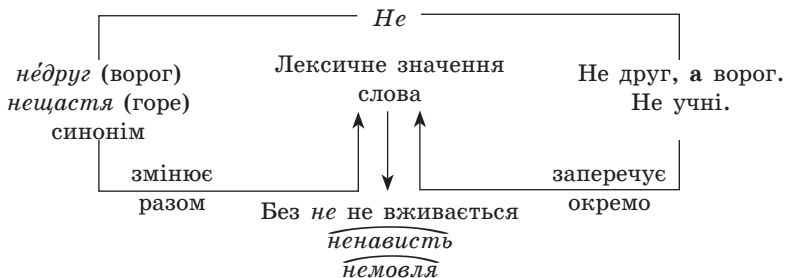 Не
не́друг (ворог)
нещастя (горе)
синонім
Лексичне значення
слова
Не друг, а ворог.
Не учні.
змінює
разом
заперечує
окремо
Без не не вживається
ненависть
немовля